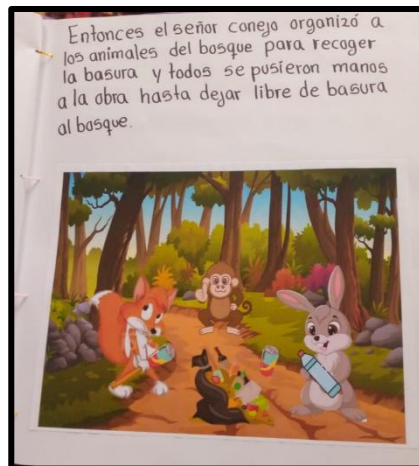 Entonces el señor conejo organizó a
los animales del bosque para recoger
la basura y todos se pusieron manos
a la obra hasta dejar libre de basura
al bosque.